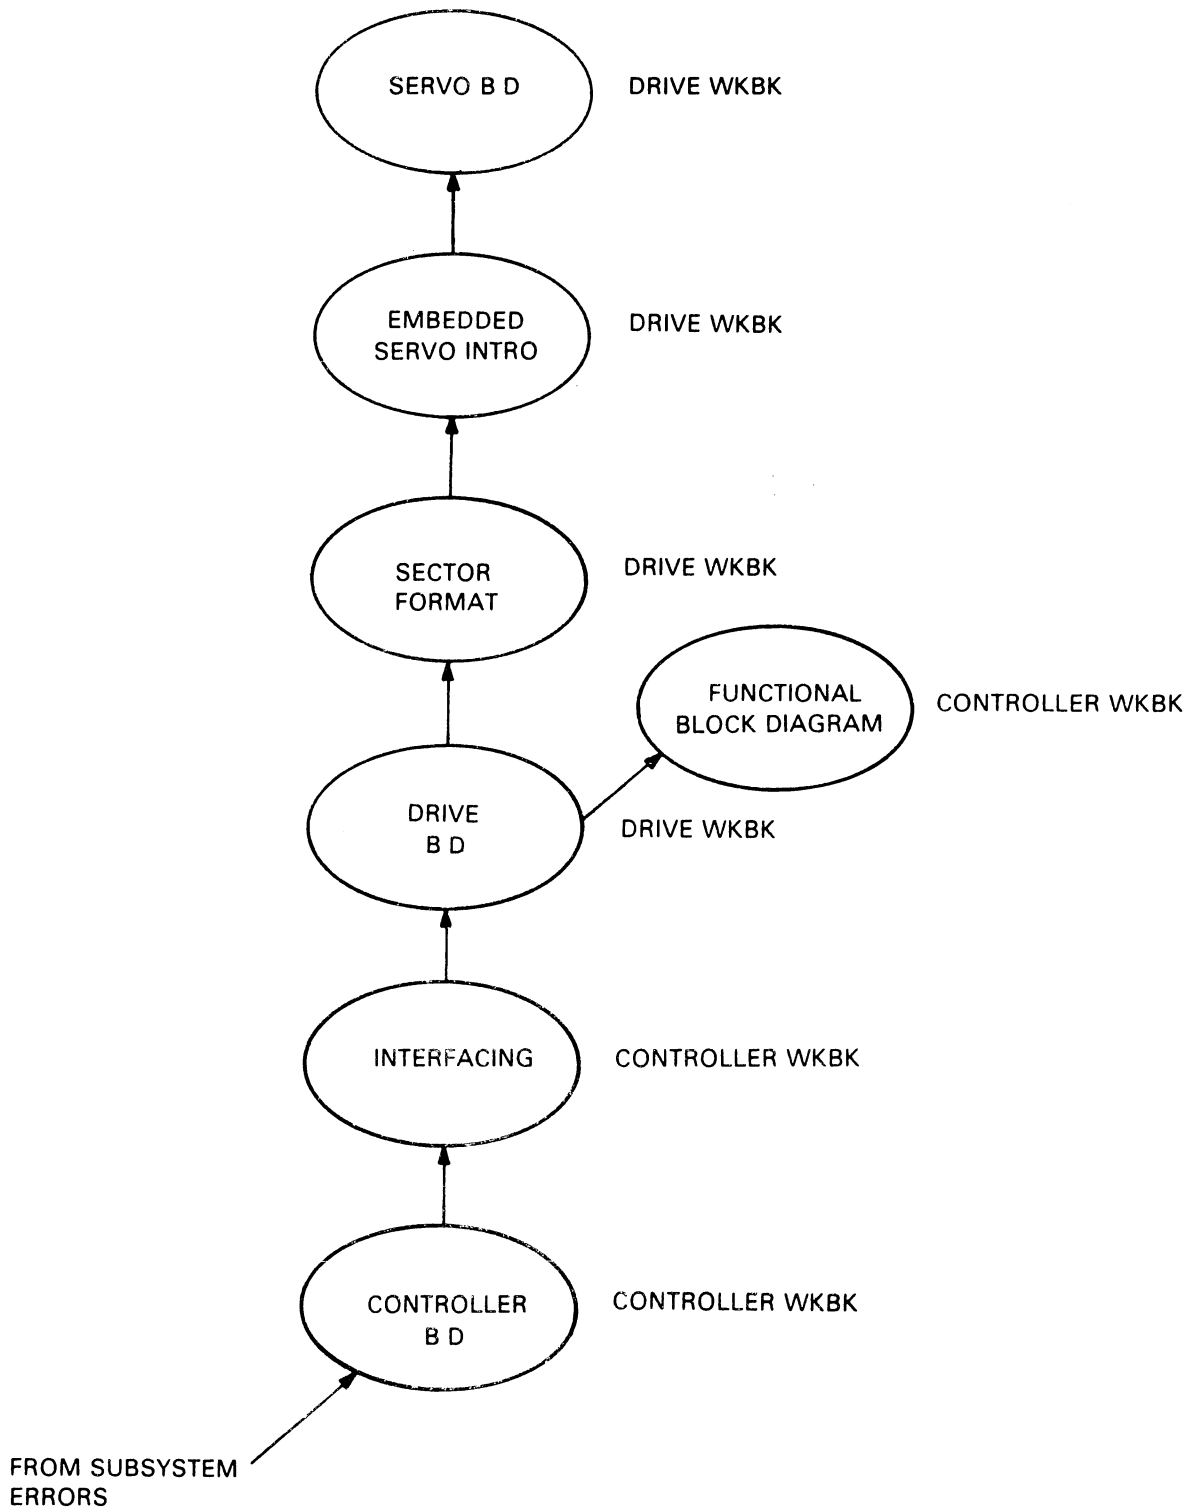 SERVO B D
DRIVE WKBK
EMBEDDED
SERVO INTRO
DRIVE WKBK
SECTOR
FORMAT
DRIVE WKBK
FUNCTIONAL
BLOCK DIAGRAM
CONTROLLER WKBK
DRIVE
B D
DRIVE WKBK
INTERFACING
CONTROLLER WKBK
CONTROLLER
B D
CONTROLLER WKBK
FROM SUBSYSTEM
ERRORS